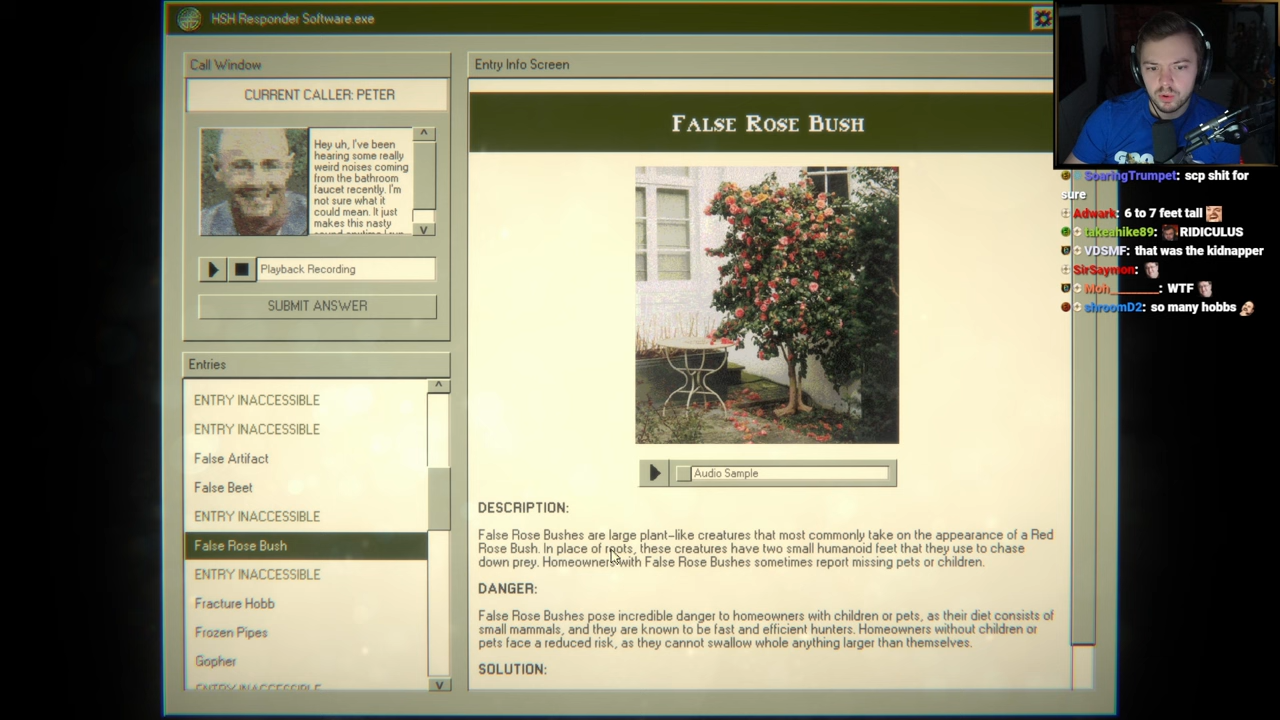 HSH Responder Software.exe
Call Window
CURRENT CALLER: PETER
Hey uh, I've been
hearing some really
weird noises coming
from the bathroom
faucet recently. I'm
not sure what it
could mean. It just
makes this nasty
Playback Recording
SUBMIT ANSWER
Entries
ENTRY INACCESSIBLE
ENTRY INACCESSIBLE
False Artifact
False Beet
ENTRY INACCESSIBLE
False Rose Bush
ENTRY INACCESSIBLE
Fracture Hobb
Frozen Pipes
Gopher
ENTRY INACCESSIBLE
Entry Info Screen
False Rose Bush
Audio Sample
DESCRIPTION:
False Rose Bushes are large plant-like creatures that most commonly take on the appearance of a Red
Rose Bush. In place of roots, these creatures have two small humanoid feet that they use to chase
down prey. Homeowners with False Rose Bushes sometimes report missing pets or children.
DANGER:
False Rose Bushes pose incredible danger to homeowners with children or pets, as their diet consists of
small mammals, and they are known to be fast and efficient hunters. Homeowners without children or
pets face a reduced risk, as they cannot swallow whole anything larger than themselves.
SOLUTION:
SoaringTrumpet: scp shit for
sure
Adwark: 6 to 7 feet tall
takeahike89: RIDICULUS
VDSMF: that was the kidnapper
SirSaymon:
Moh_______: WTF
shroomD2: so many hobbs